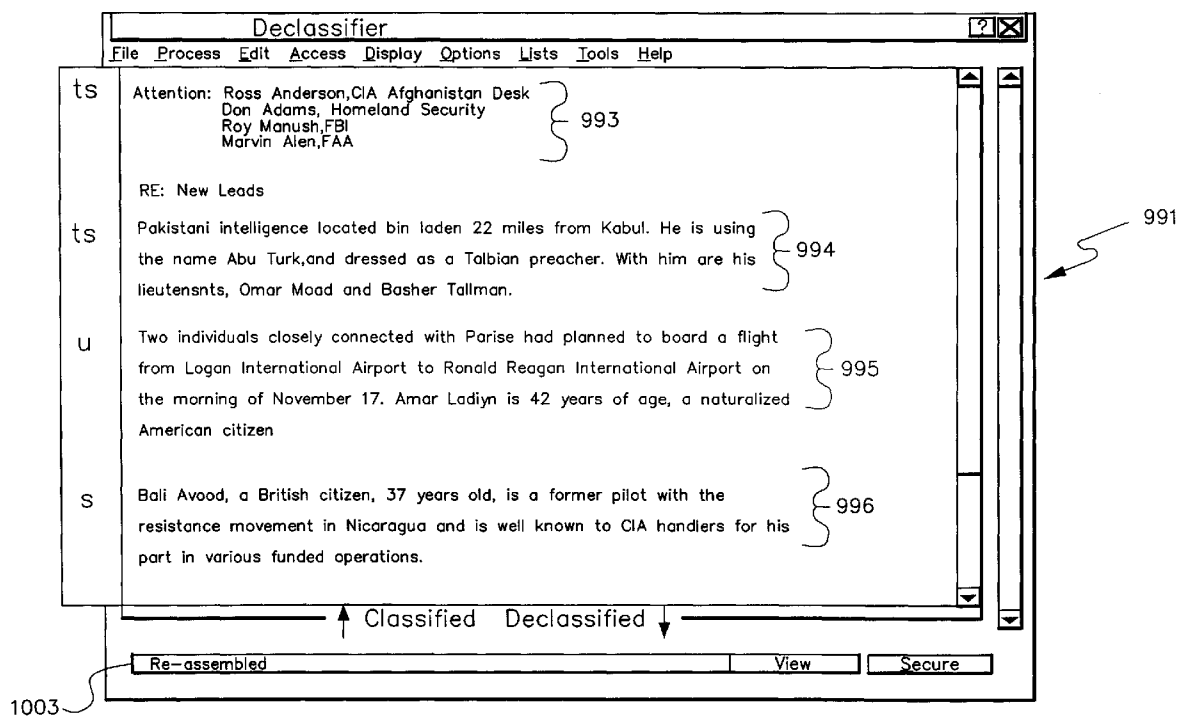 Declassifier ?
File Process Edit Access Display Options Lists Tools Help
ts Attention: Ross Anderson,CIA Afghanistan Desk
Don Adams, Homeland Security
Roy Manush,FBI
Marvin Alen,FAA
993
RE: New Leads
ts Pakistani intelligence located bin laden 22 miles from Kabul. He is using
the name Abu Turk,and dressed as a Talbian preacher. With him are his
lieutensnts, Omar Moad and Basher Tallman.
994
991
u Two individuals closely connected with Parise had planned to board a flight
from Logan International Airport to Ronald Reagan International Airport on
the morning of November 17. Amar Ladiyn is 42 years of age, a naturalized
American citizen
995
s Bali Avood, a British citizen, 37 years old, is a former pilot with the
resistance movement in Nicaragua and is well known to CIA handlers for his
part in various funded operations.
996
Classified Declassified
Re-assembled View Secure
1003